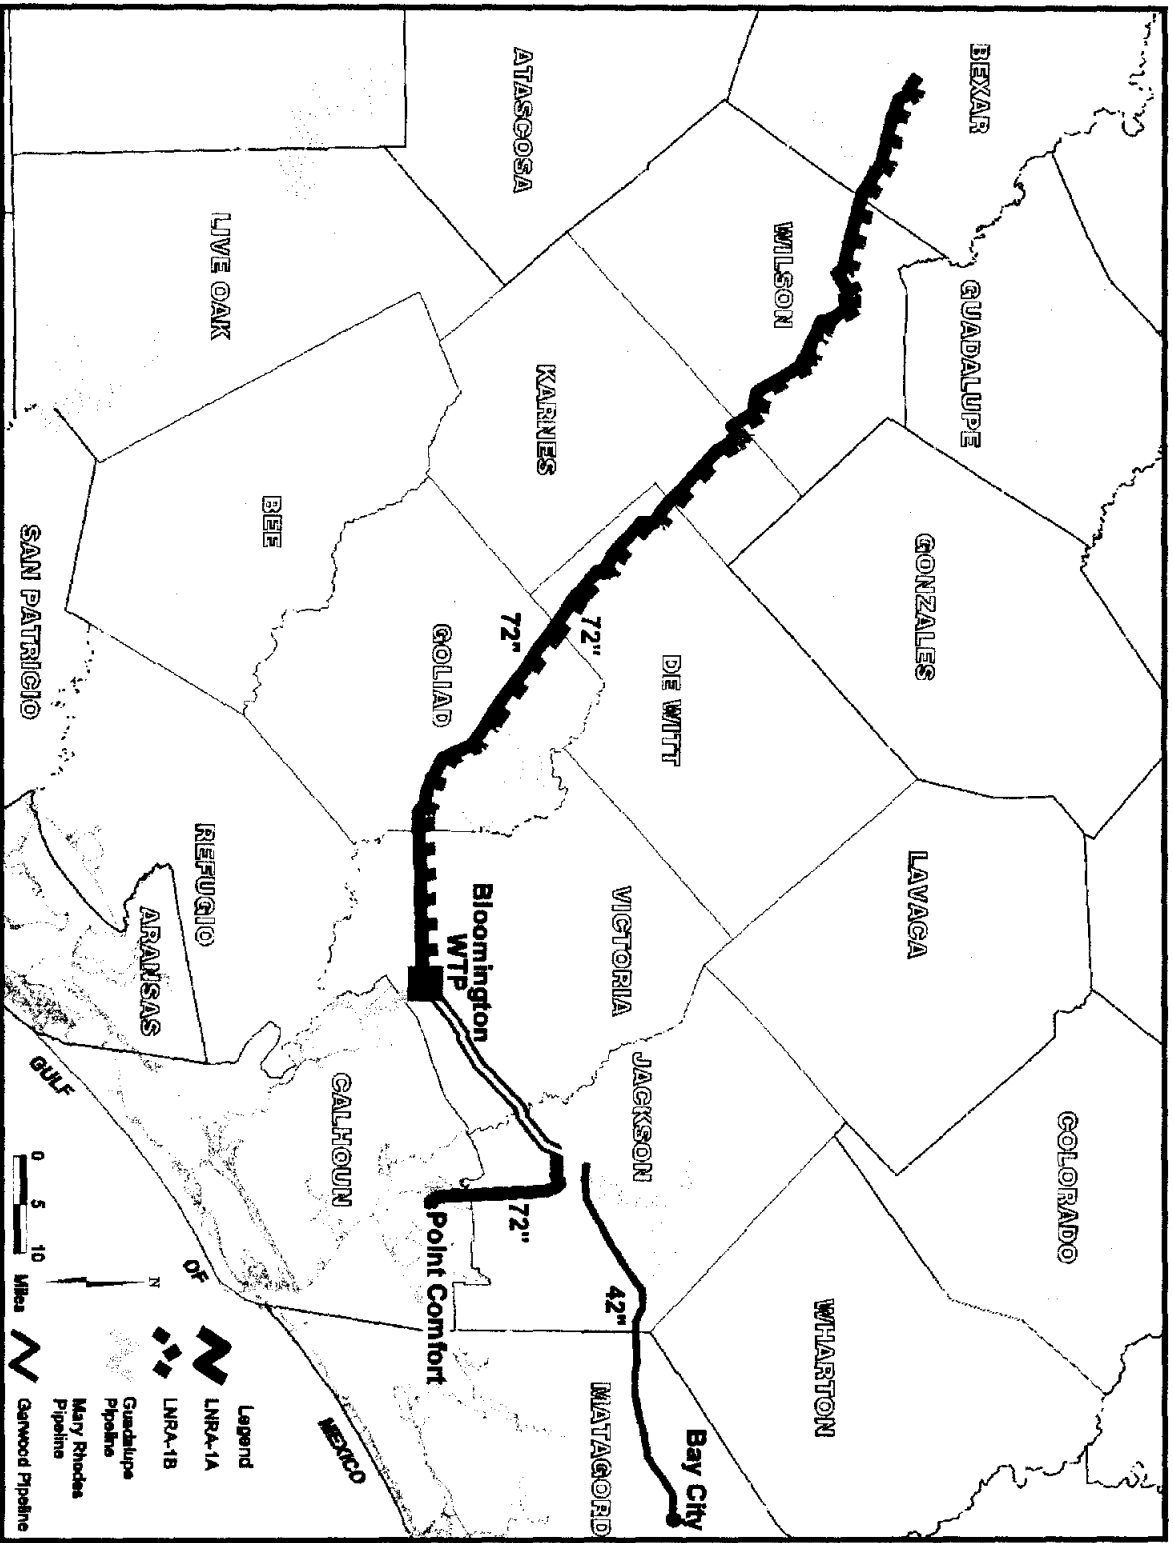 BEXAR
GUADALUPE
GONZALES
LAVACA
COLORADO
WHARTON
ATASCOSA
WILSON
KARNES
DE WITT
VICTORIA
JACKSON
MATAGORD
Bay City
42"
72"
72"
72"
LIVE OAK
BEE
GOLIAD
Bloomington
WTP
Point Comfort
CALHOUN
REFUGIO
ARANSAS
SAN PATRICIO
GULF
OF
MEXICO
0 5 10 Miles
N
Legend
LNRA-1A
LNRA-1B
Guadalupe
Pipeline
Mary Rhodes
Pipeline
Garwood Pipeline